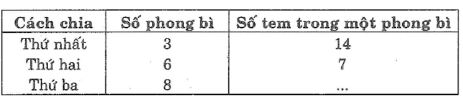 Cách chia Số phong bì Số tem trong một phong bì
Thứ nhất 3 14
Thứ hai 6 7
Thứ ba 8 ...